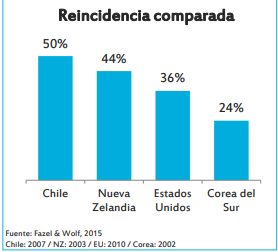 Reincidencia comparada
50%
44%
36%
24%
Chile
Nueva
Zelandia
Estados
Unidos
Corea del
Sur
Fuente: Fazel & Wolf, 2015
Chile: 2007 / NZ: 2003 / EU: 2010 / Corea: 2002